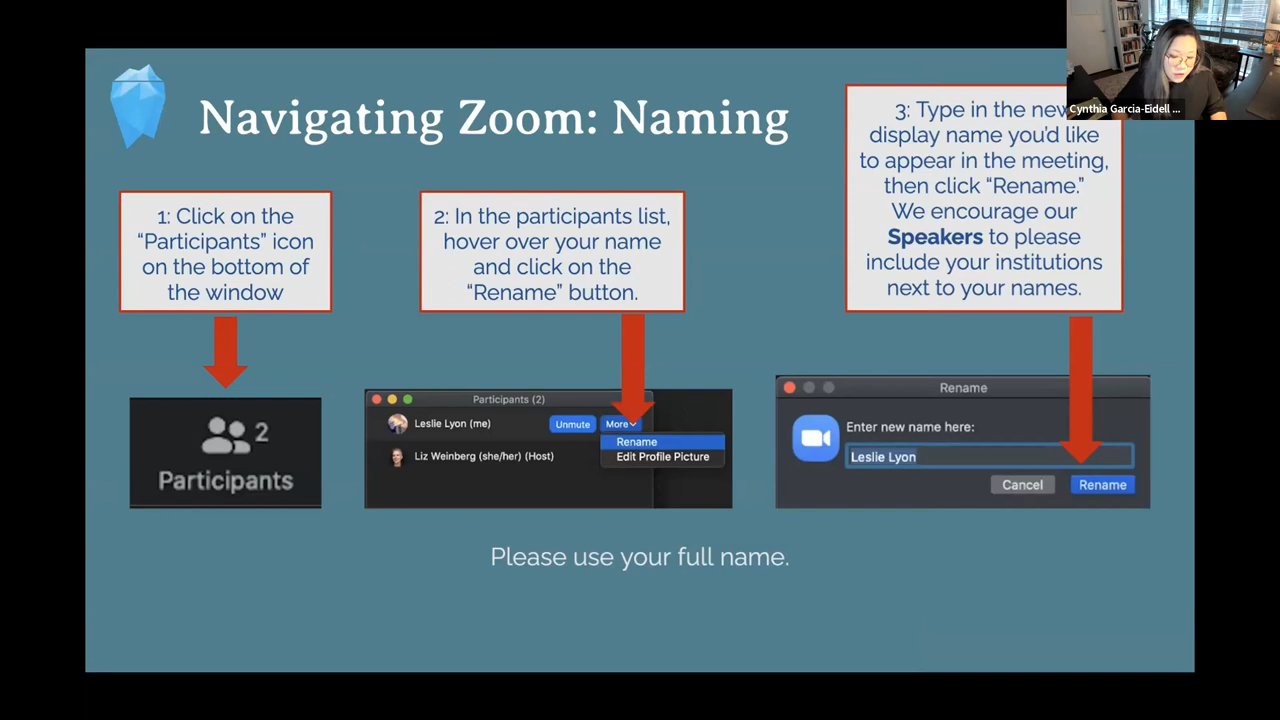 Navigating Zoom: Naming
Cynthia Garcia-Eidell ...
1: Click on the
“Participants” icon
on the bottom of
the window
2: In the participants list,
hover over your name
and click on the
“Rename” button.
3: Type in the new
display name you’d like
to appear in the meeting,
then click “Rename.”
We encourage our
Speakers to please
include your institutions
next to your names.
2
Participants
Participants (2)
Leslie Lyon (me)
Unmute
More
Rename
Edit Profile Picture
Liz Weinberg (she/her) (Host)
Rename
Enter new name here:
Leslie Lyon
Cancel
Rename
Please use your full name.